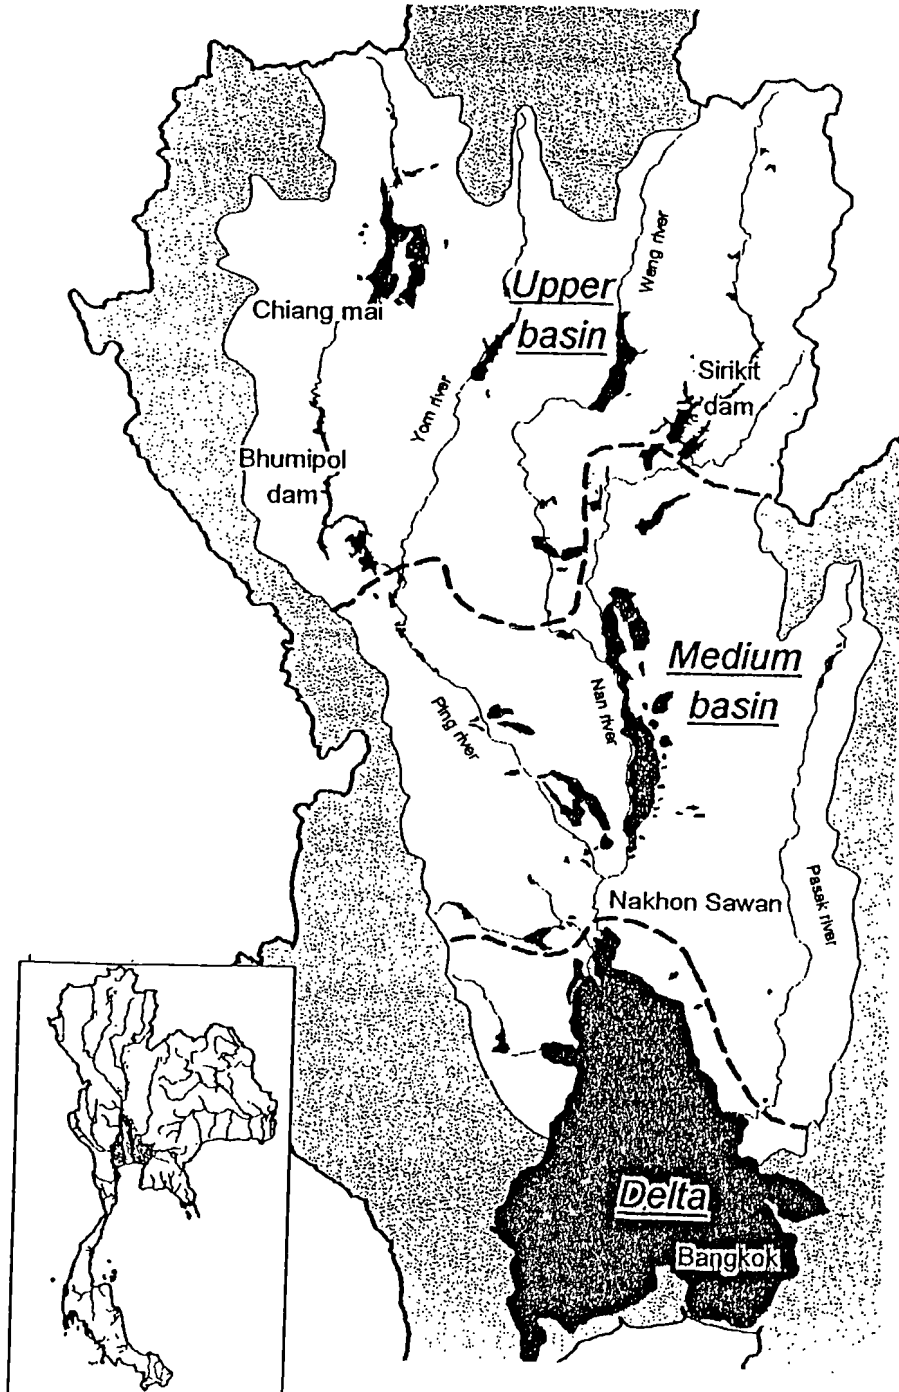 Wang river
Upper
basin
Chiang mai
Sirikit
dam
Yom river
Bhumipol
dam
Medium
basin
Nan river
Ping river
Pasak river
Nakhon Sawan
Delta
Bangkok